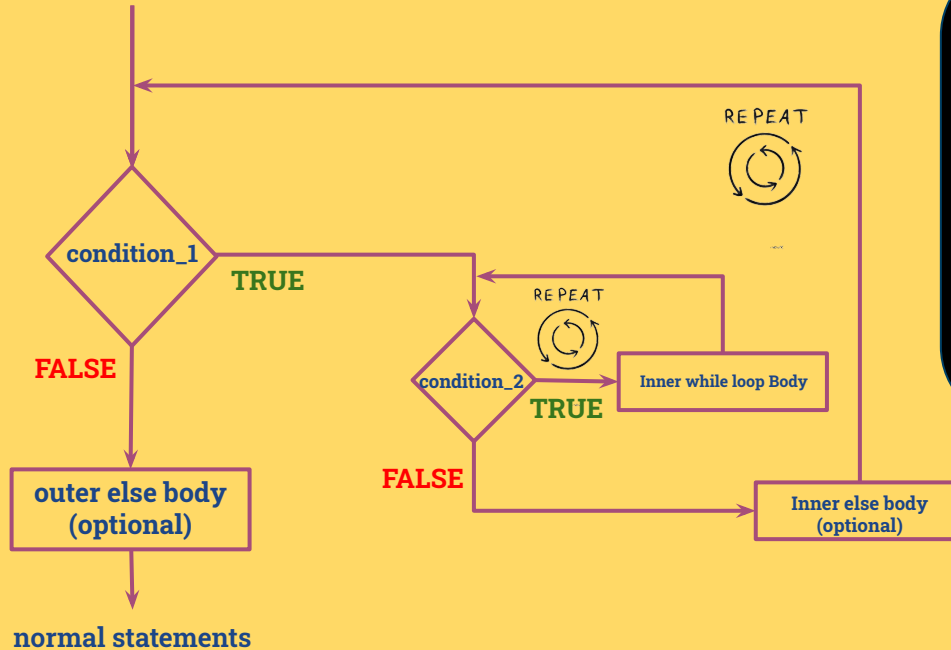 REPEAT
condition_1
TRUE
REPEAT
FALSE
condition_2
Inner while loop Body
TRUE
FALSE
outer else body
(optional)
Inner else body
(optional)
normal statements